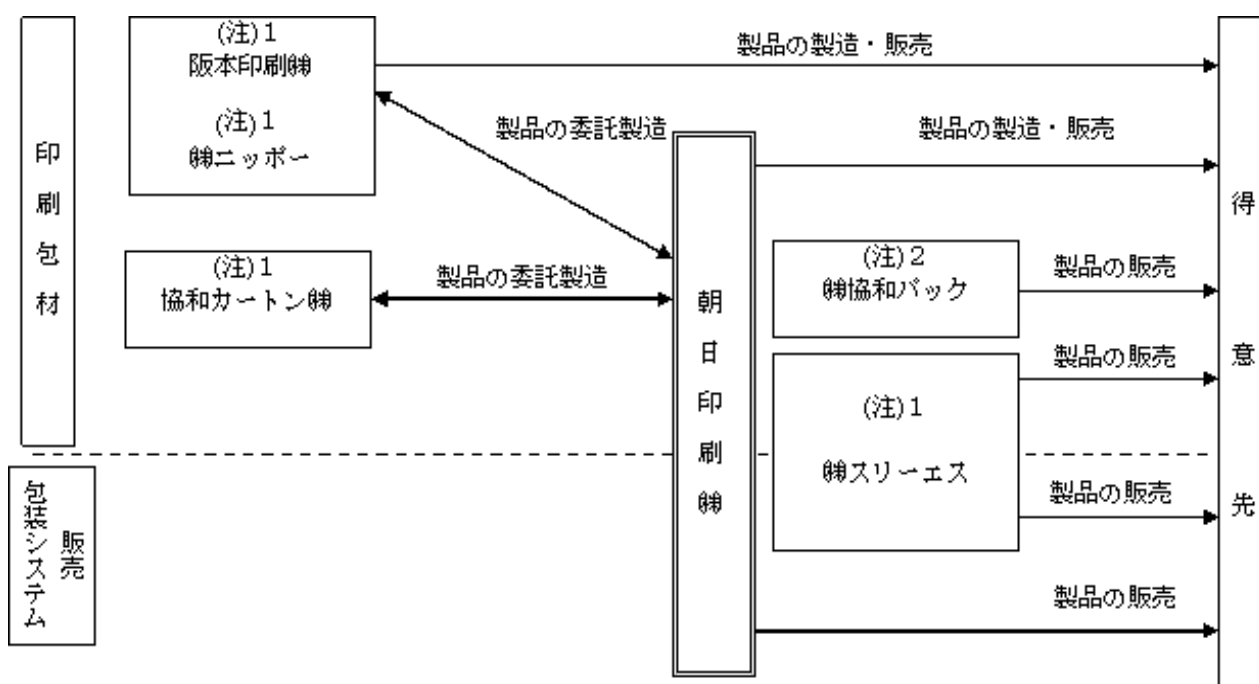 印刷包材
(注)1
阪本印刷㈱
(注)1
㈱ニッポー
製品の製造・販売
製品の委託製造
製品の製造・販売
(注)1
協和カートン㈱
製品の委託製造
朝日印刷㈱
(注)2
㈱協和パック
製品の販売
(注)1
㈱スリーエス
製品の販売
製品の販売
製品の販売
得意先
販売
包装システム